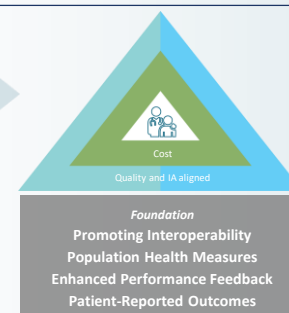 Cost
Quality and IA aligned
Foundation
Promoting Interoperability
Population Health Measures
Enhanced Performance Feedback
Patient-Reported Outcomes